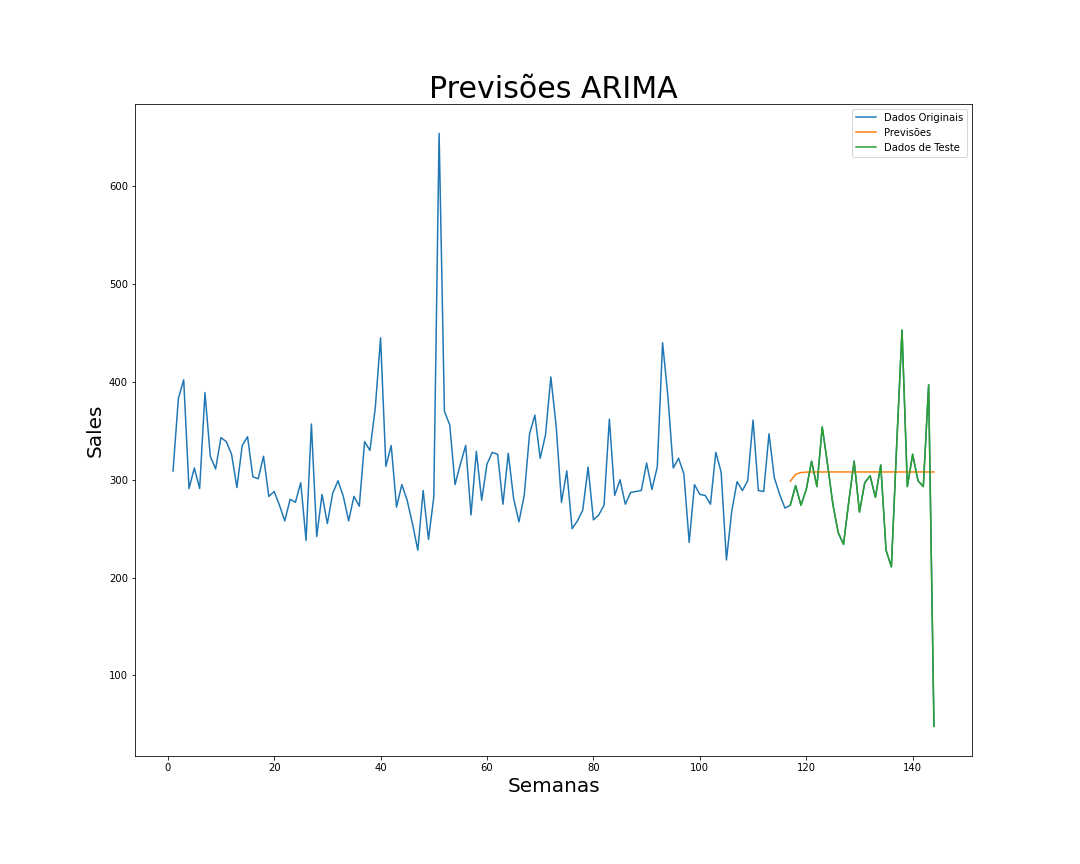 Previsões ARIMA
Dados Originais
Previsões
Dados de Teste
Sales
600
500
400
300
200
100
0 20 40 60 80 100 120 140
Semanas